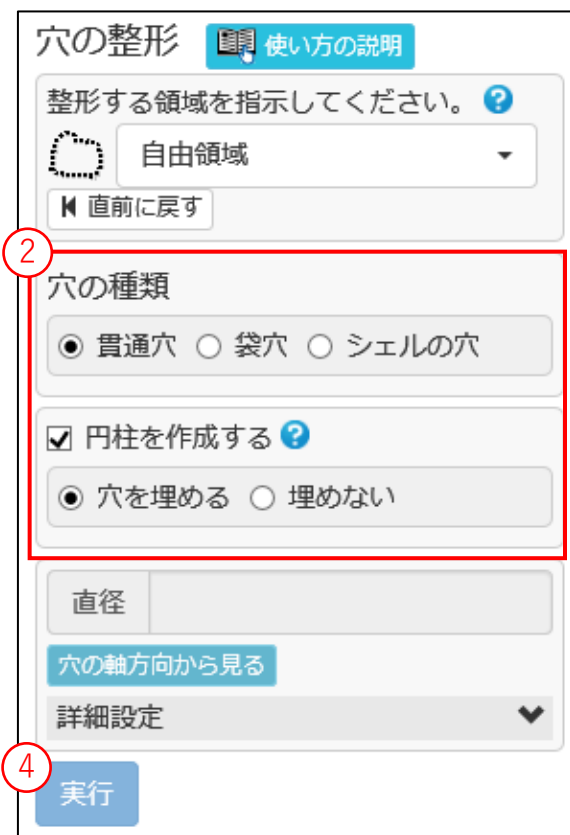 穴の整形 使い方の説明
整形する領域を指示してください。
自由領域
直前に戻す
2
穴の種類
貫通穴 袋穴 シェルの穴
円柱を作成する
穴を埋める 埋めない
直径
穴の軸方向から見る
詳細設定
4
実行